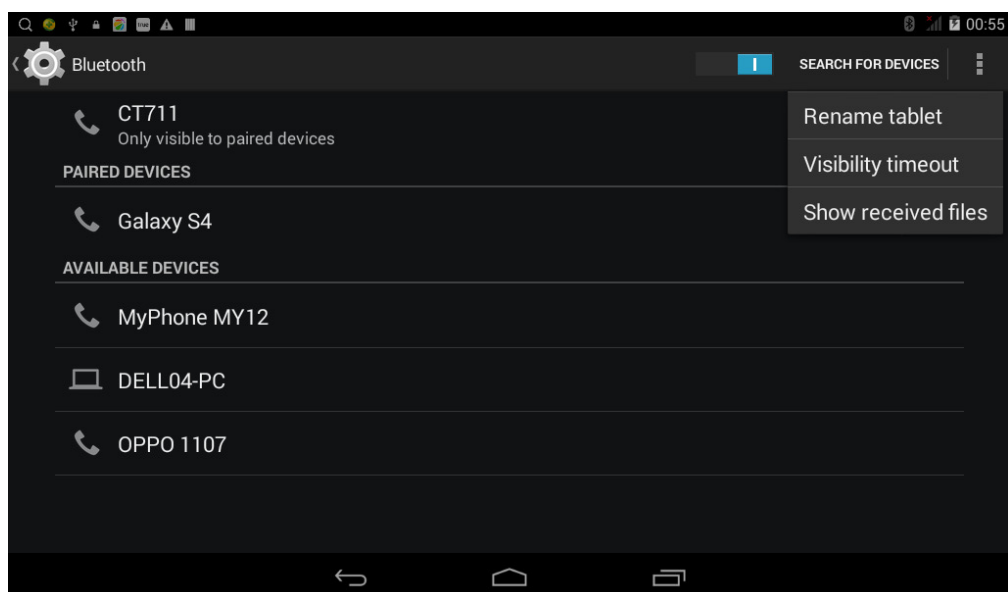 00:55
Bluetooth
SEARCH FOR DEVICES
CT711
Only visible to paired devices
PAIRED DEVICES
Galaxy S4
AVAILABLE DEVICES
MyPhone MY12
DELL04-PC
OPPO 1107
Rename tablet
Visibility timeout
Show received files